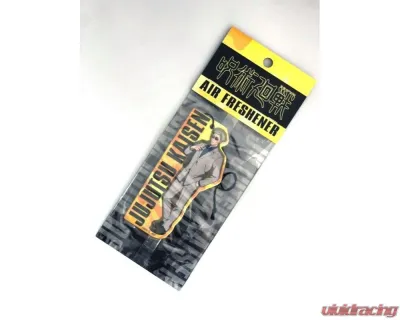 呪術廻戦
AIR FRESHENER
JUJUTSU KAISEN
vividracing